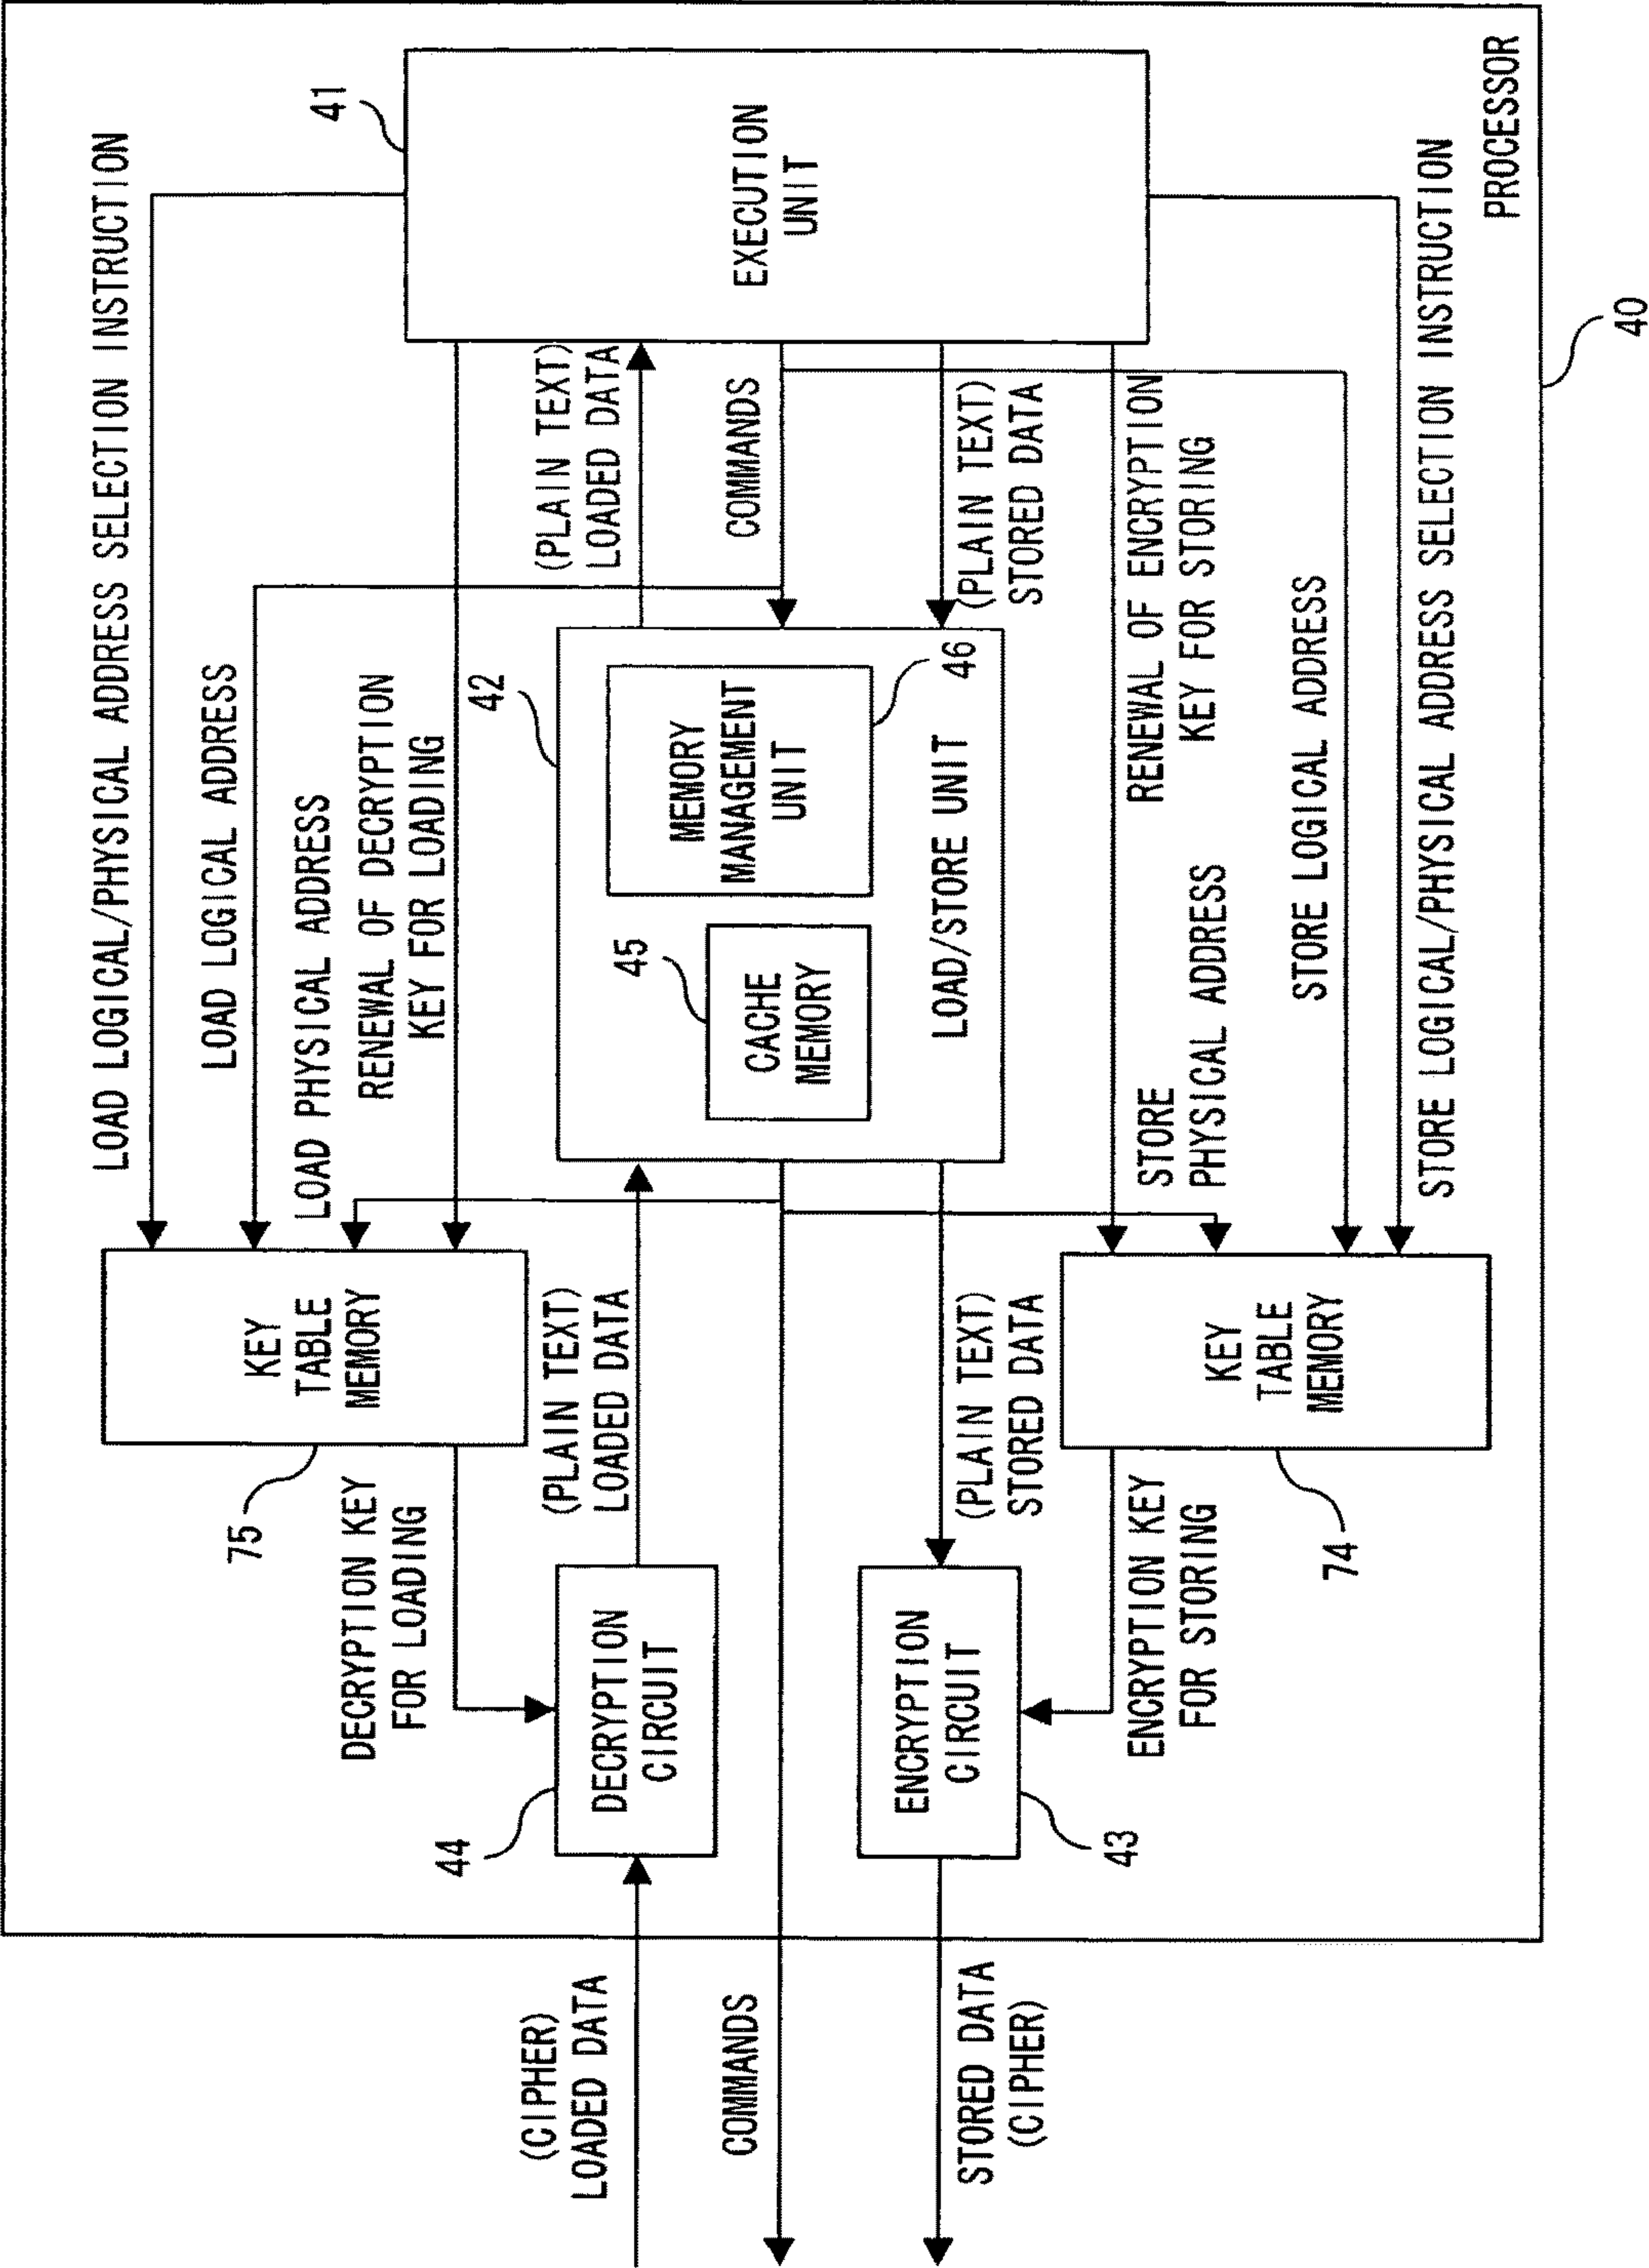 LOAD LOGICAL/PHYSICAL ADDRESS SELECTION INSTRUCTION
LOAD LOGICAL ADDRESS
LOAD PHYSICAL ADDRESS
RENEWAL OF DECRYPTION
KEY FOR LOADING
41
EXECUTION
UNIT
KEY
TABLE
MEMORY
75
DECRYPTION KEY
FOR LOADING
(PLAIN TEXT)
LOADED DATA
42
(PLAIN TEXT)
LOADED DATA
44
DECRYPTION
CIRCUIT
(CIPHER)
LOADED DATA
45
CACHE
MEMORY
MEMORY
MANAGEMENT
UNIT
46
LOAD/STORE UNIT
COMMANDS
COMMANDS
ENCRYPTION
CIRCUIT
43
STORED DATA
(CIPHER)
(PLAIN TEXT)
STORED DATA
(PLAIN TEXT)
STORED DATA
ENCRYPTION KEY
FOR STORING
RENEWAL OF ENCRYPTION
KEY FOR STORING
STORE
PHYSICAL ADDRESS
KEY
TABLE
MEMORY
74
STORE LOGICAL ADDRESS
STORE LOGICAL/PHYSICAL ADDRESS SELECTION INSTRUCTION
PROCESSOR
40